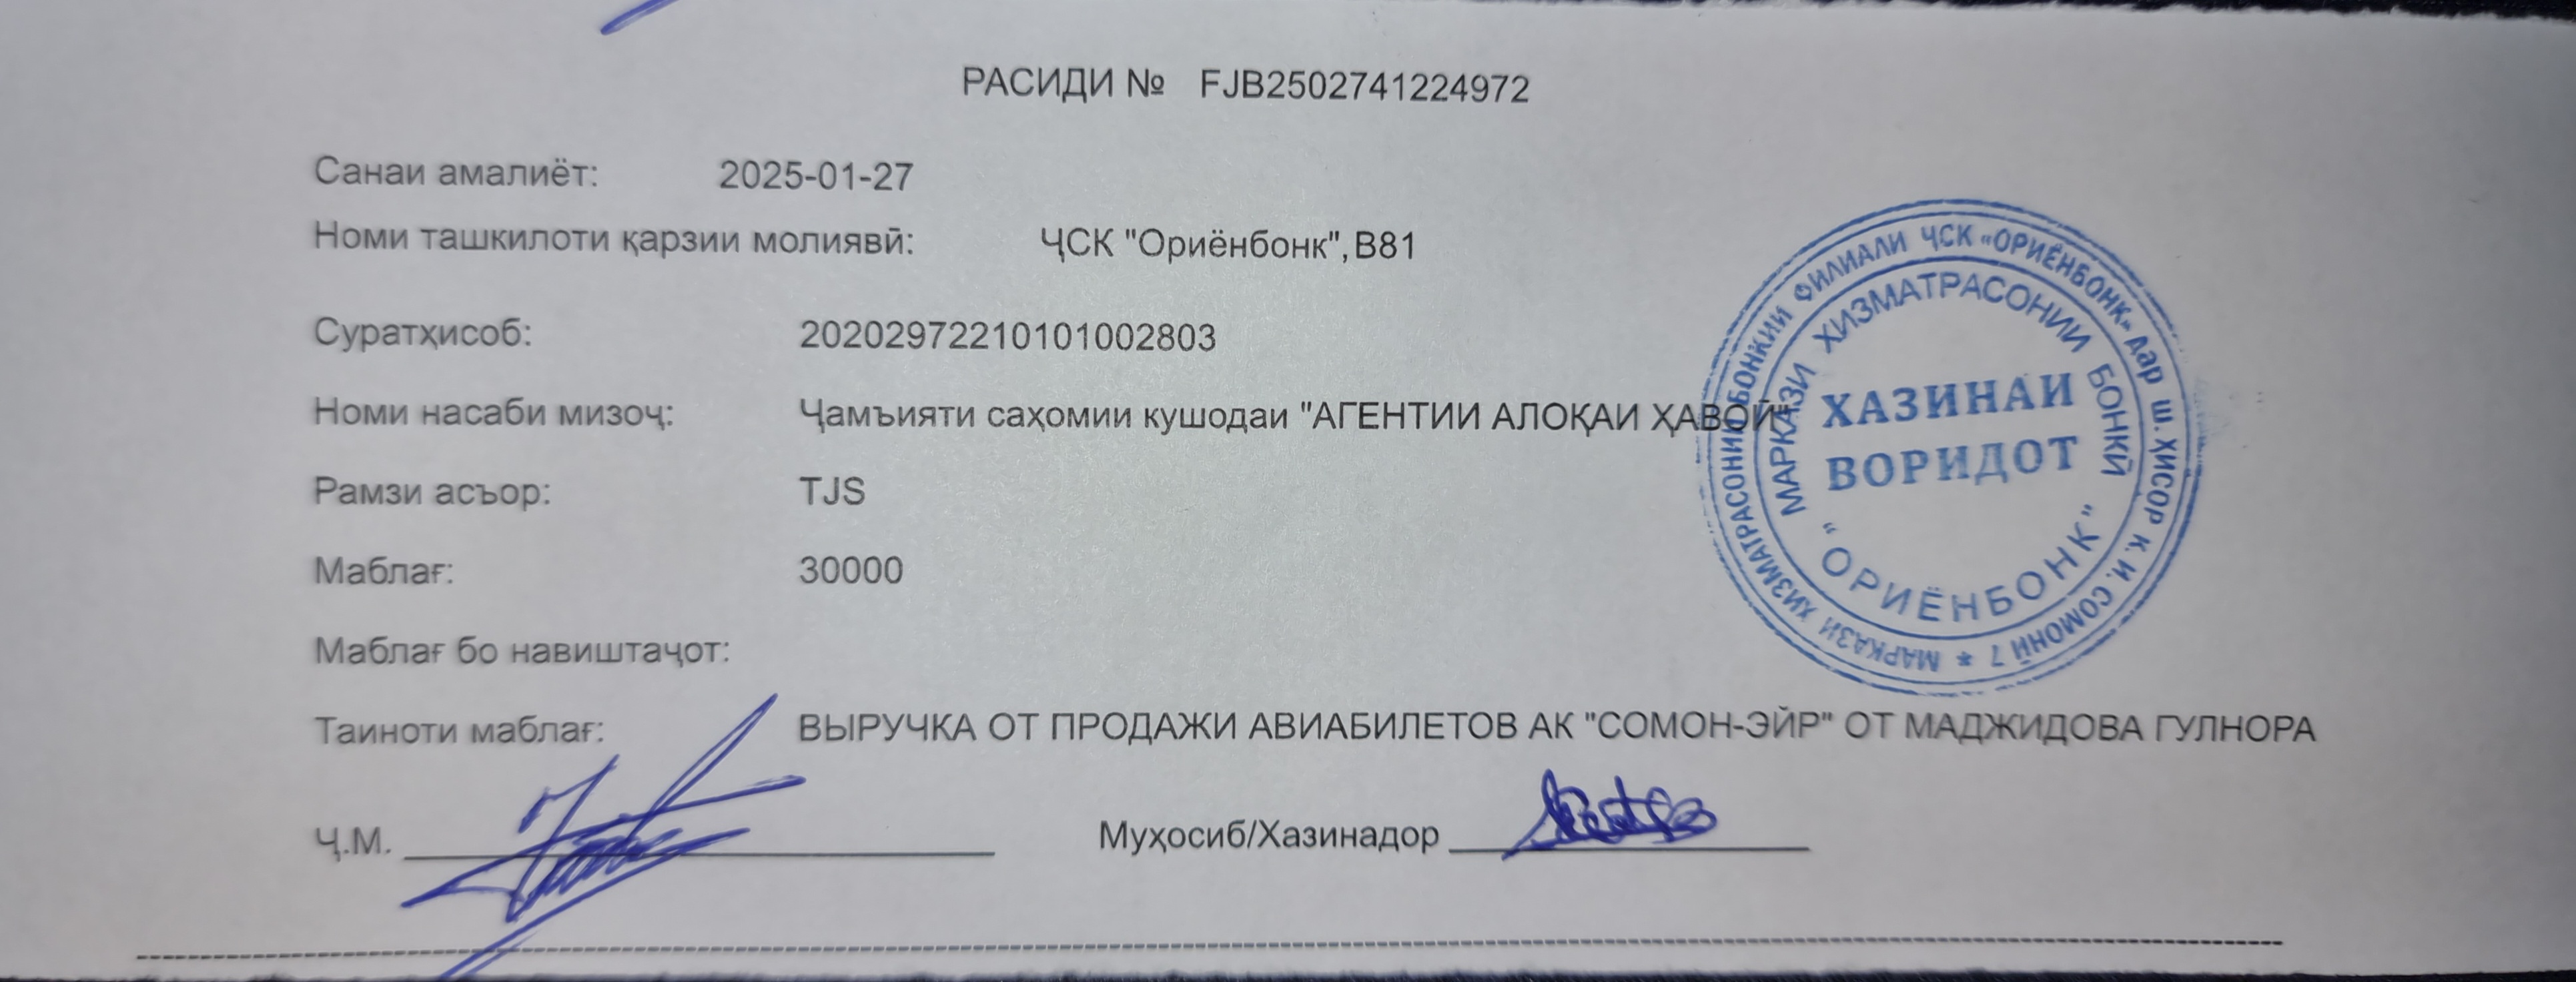 РАСИДИ № FJB2502741224972
Санаи амалиёт: 2025-01-27
Номи ташкилоти қарзии молиявӣ: ҶСК "Ориёнбонк",B81
Суратҳисоб: 20202972210101002803
Номи насаби мизоҷ: Ҷамъияти саҳомии кушодаи "АГЕНТИИ АЛОҚАИ ҲАВОӢ"
Рамзи асъор: TJS
Маблағ: 30000
Маблағ бо навиштаҷот:
Таиноти маблағ: ВЫРУЧКА ОТ ПРОДАЖИ АВИАБИЛЕТОВ АК "СОМОН-ЭЙР" ОТ МАДЖИДОВА ГУЛНОРА
Ҷ.М. Муҳосиб/Хазинадор
МАРКАЗИ ХИЗМАТРАСОНИИ БОНКИИ ФИЛИАЛИ ҶСК «ОРИЁНБОНК» дар Ш. ҲИСОР К. И. СОМОНӢ 7 *
МАРКАЗИ ХИЗМАТРАСОНИИ БОНКӢ
"ОРИЁНБОНК"
ХАЗИНАИ
ВОРИДОТ